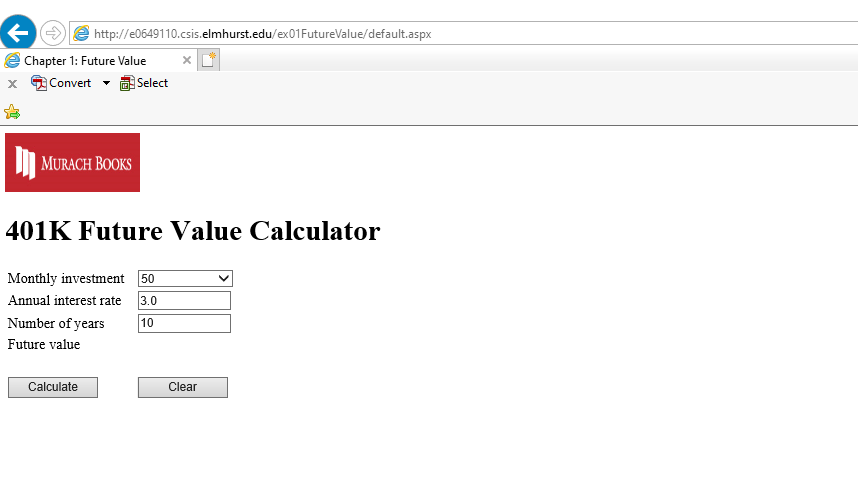 http://e0649110.csis.elmhurst.edu/ex01FutureValue/default.aspx
Chapter 1: Future Value ×
x Convert Select
MURACH BOOKS
401K Future Value Calculator
Monthly investment 50
Annual interest rate 3.0
Number of years 10
Future value
Calculate Clear